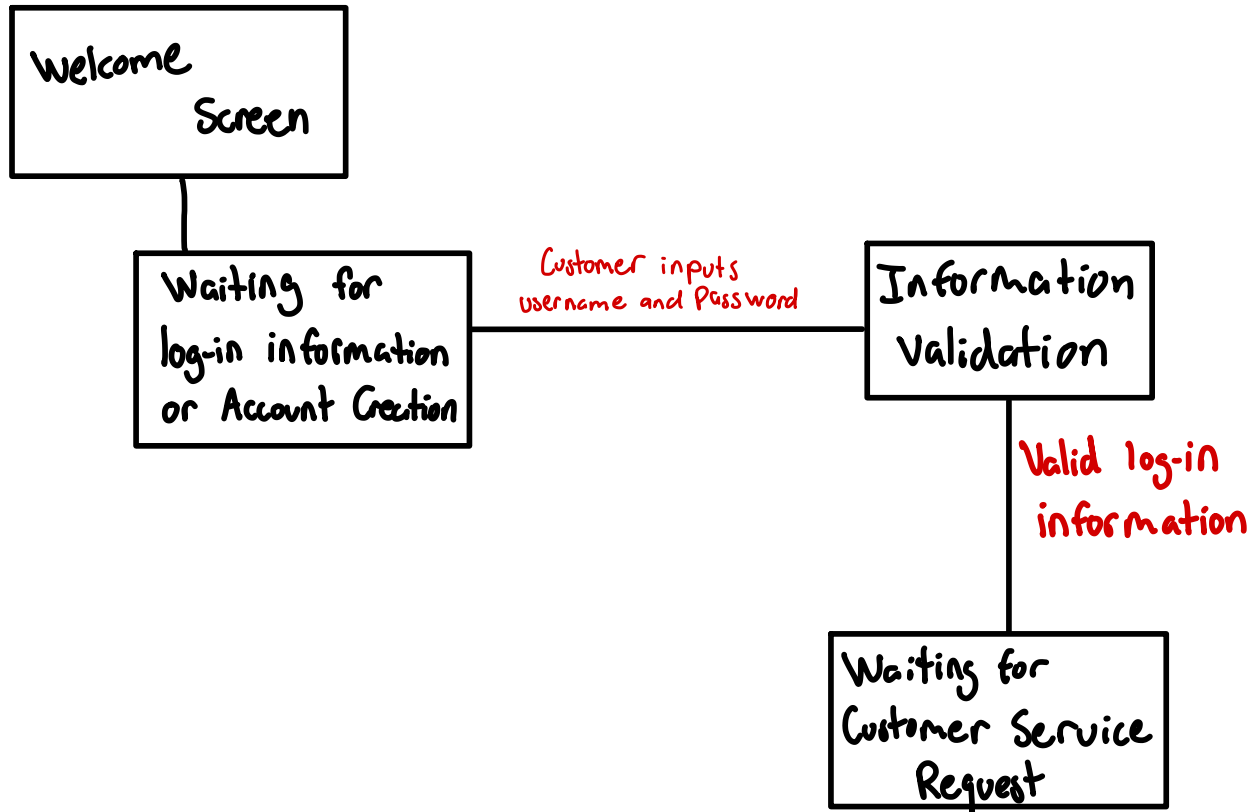 Welcome
Screen
Waiting for
log-in information
or Account Creation
Customer inputs
username and Password
Information
Validation
Valid log-in
information
Waiting for
Customer Service
Request